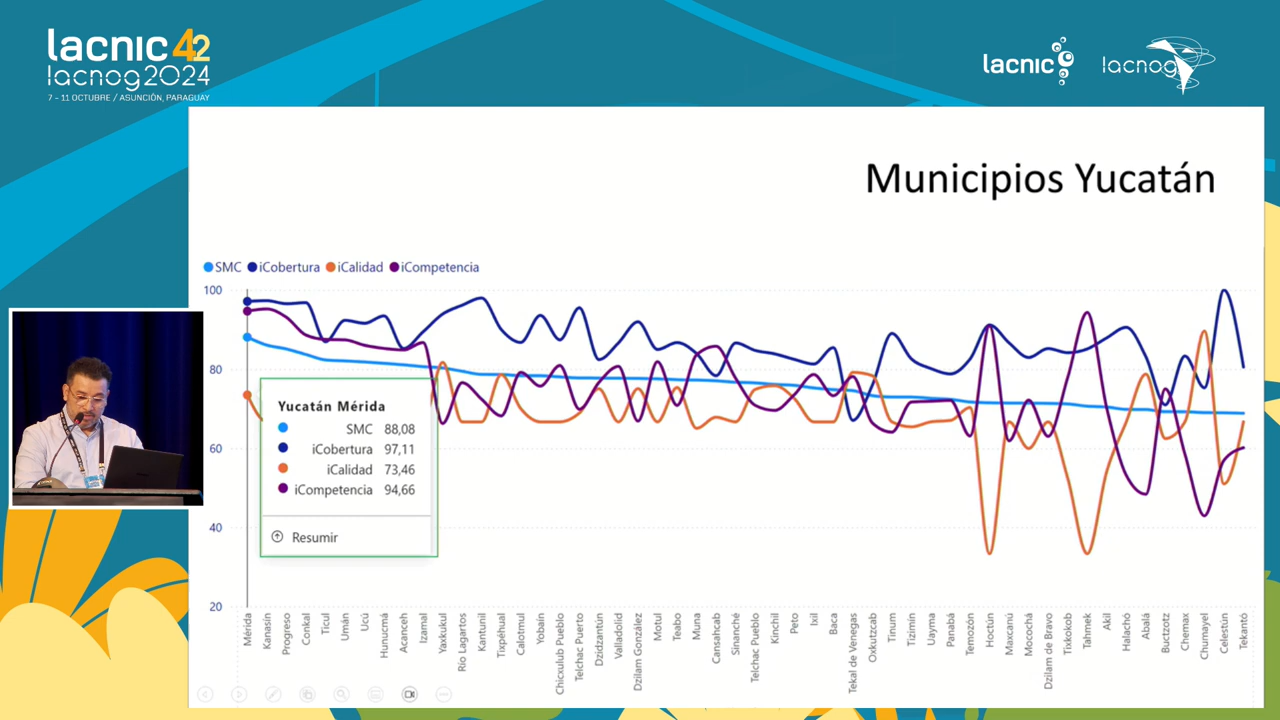 lacnic 42
lacnog2024
7 - 11 OCTUBRE / ASUNCIÓN, PARAGUAY
lacnic
lacnog
Municipios Yucatán
SMC iCobertura iCalidad iCompetencia
100
80
60
40
20
Yucatán Mérida
SMC 88,08
iCobertura 97,11
iCalidad 73,46
iCompetencia 94,66
Resumir
Mérida
Kanasín
Progreso
Conkal
Ticul
Umán
Ucú
Hunucmá
Acanceh
Izamal
Yaxkukul
Río Lagartos
Kantunil
Tixpéhual
Calotmul
Yobaín
Chicxulub Pueblo
Telchac Puerto
Dzidzantún
Valladolid
Dzilam González
Motul
Teabo
Muna
Cansahcab
Sinanché
Telchac Pueblo
Kinchil
Peto
Ixil
Baca
Tekal de Venegas
Oxkutzcab
Tinum
Tizimín
Uayma
Panabá
Temozón
Hoctún
Maxcanú
Mocochá
Dzilam de Bravo
Tixkokob
Tahmek
Akil
Halachó
Abalá
Buctzotz
Chemax
Chumayel
Celestún
Tekantó